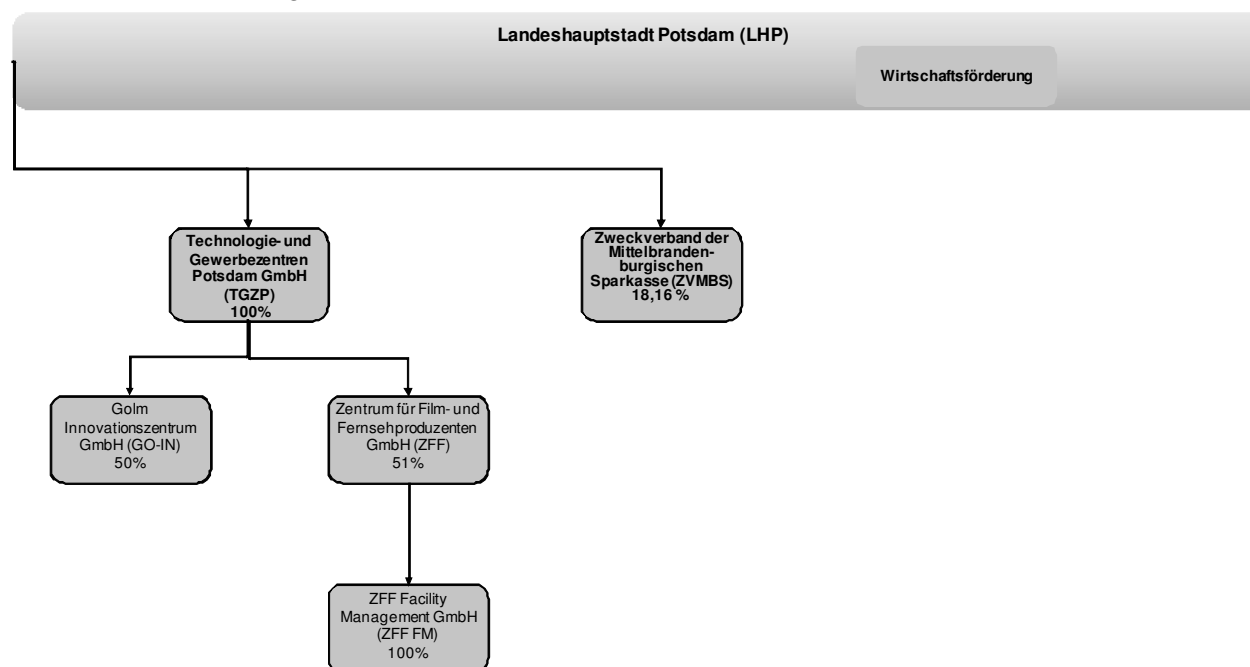 Landeshauptstadt Potsdam (LHP)
Wirtschaftsförderung
Technologie- und
Gewerbezentren
Potsdam GmbH
(TGZP)
100%
Zweckverband der
Mittelbranden-
burgischen
Sparkasse (ZVMBS)
18,16 %
Golm
Innovationszentrum
GmbH (GO-IN)
50%
Zentrum für Film- und
Fernsehproduzenten
GmbH (ZFF)
51%
ZFF Facility
Management GmbH
(ZFF FM)
100%